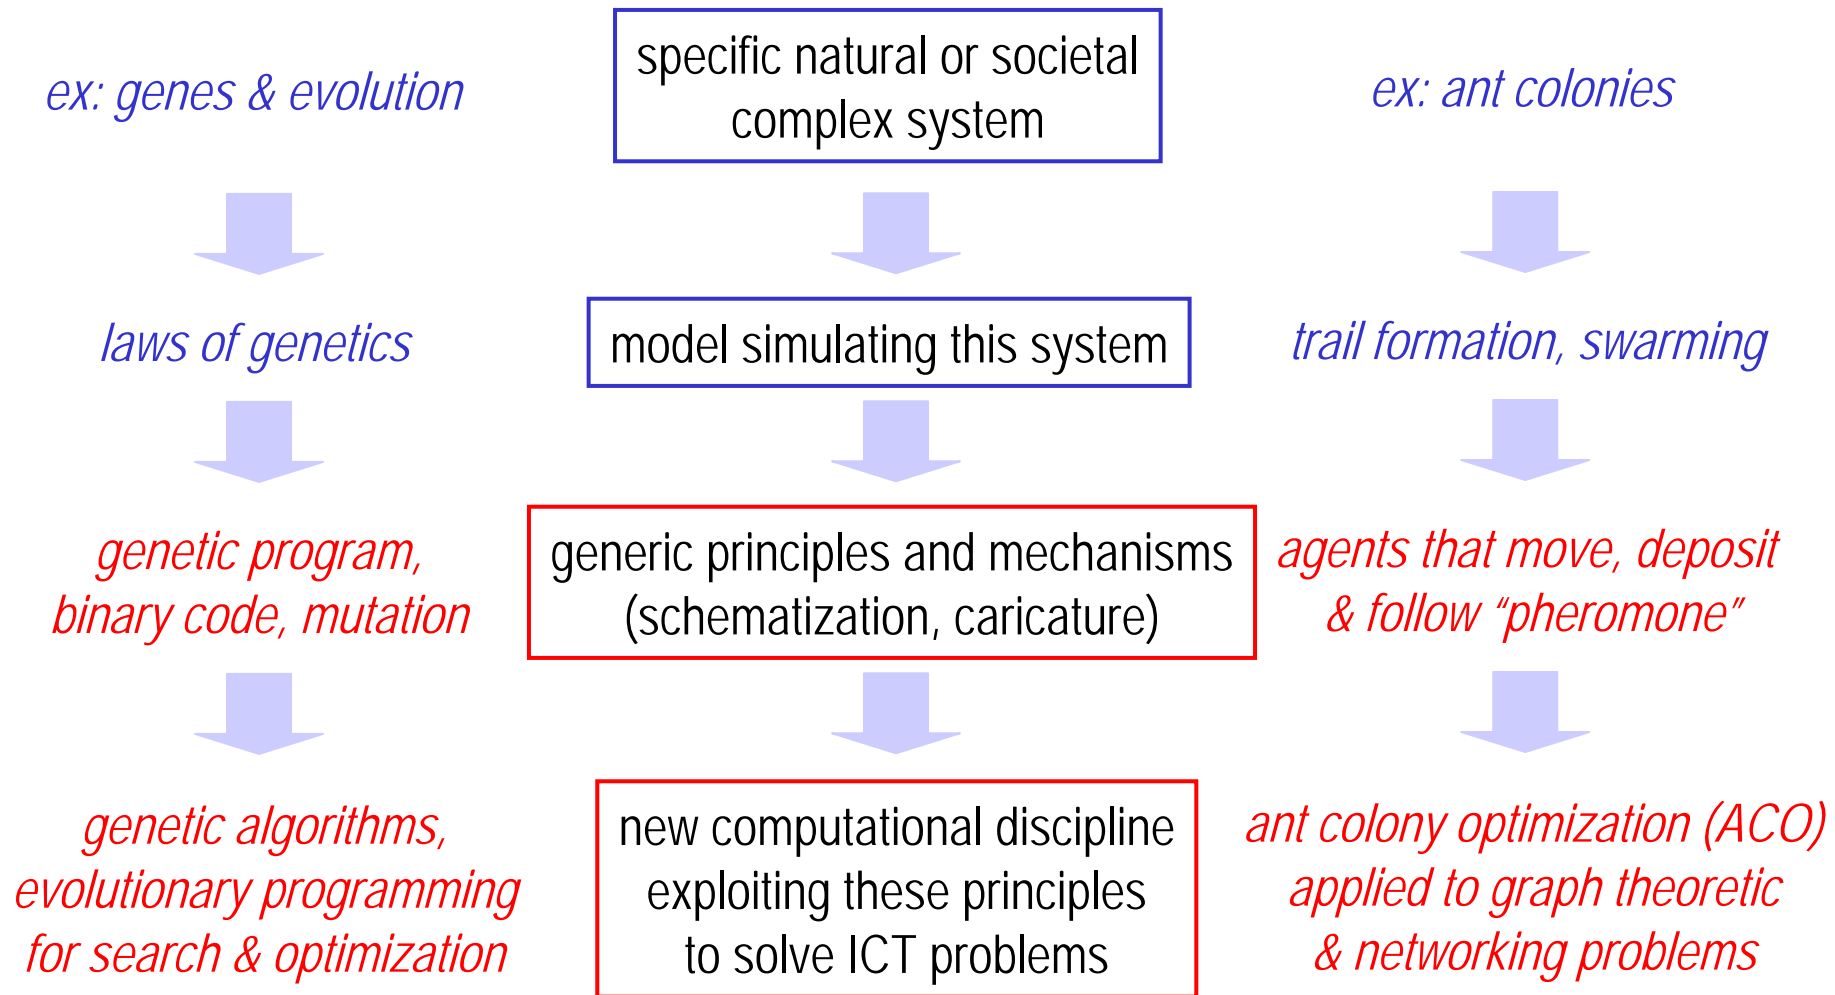 ex: genes & evolution
specific natural or societal
complex system
ex: ant colonies
laws of genetics
model simulating this system
trail formation, swarming
genetic program,
binary code, mutation
generic principles and mechanisms
(schematization, caricature)
agents that move, deposit
& follow “pheromone”
genetic algorithms,
evolutionary programming
for search & optimization
new computational discipline
exploiting these principles
to solve ICT problems
ant colony optimization (ACO)
applied to graph theoretic
& networking problems